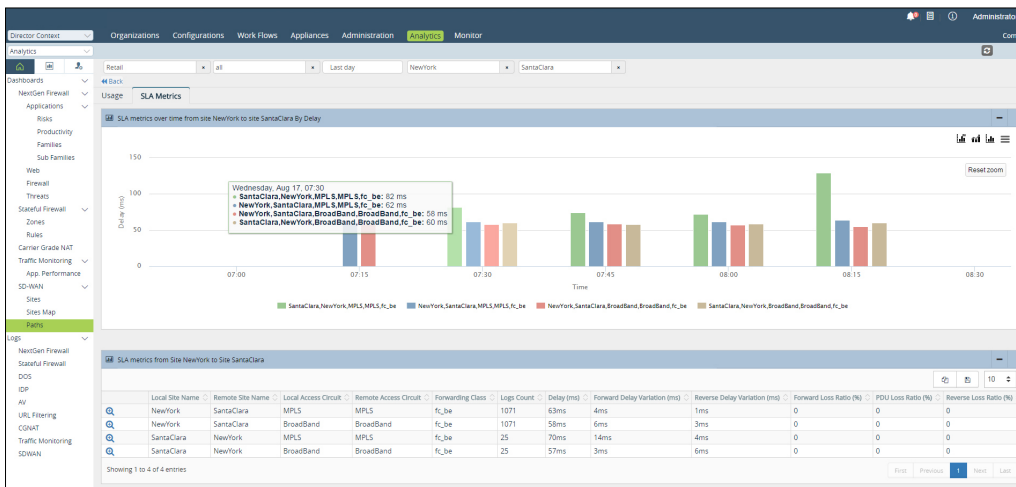 Administrato
Director Context
Organizations Configurations Work Flows Appliances Administration Analytics Monitor
Com
Analytics
Retail × all × Last day NewYork × SantaClara ×
Back
Usage SLA Metrics
Dashboards
NextGen Firewall
Applications
Risks
Productivity
Families
Sub Families
Web
Firewall
Threats
Stateful Firewall
Zones
Rules
Carrier Grade NAT
Traffic Monitoring
App. Performance
SD-WAN
Sites
Sites Map
Paths
Logs
NextGen Firewall
Stateful Firewall
DOS
IDP
AV
URL Filtering
CGNAT
Traffic Monitoring
SDWAN
SLA metrics over time from site NewYork to site SantaClara By Delay
Reset zoom
Delay (ms)
150
100
50
0
Wednesday, Aug 17, 07:30
SantaClara,NewYork,MPLS,MPLS,fc_be: 82 ms
NewYork,SantaClara,MPLS,MPLS,fc_be: 62 ms
NewYork,SantaClara,BroadBand,BroadBand,fc_be: 58 ms
SantaClara,NewYork,BroadBand,BroadBand,fc_be: 60 ms
07:00 07:15 07:30 07:45 08:00 08:15 08:30
Time
SantaClara,NewYork,MPLS,MPLS,fc_be NewYork,SantaClara,MPLS,MPLS,fc_be NewYork,SantaClara,BroadBand,BroadBand,fc_be SantaClara,NewYork,BroadBand,BroadBand,fc_be
SLA metrics from Site NewYork to Site SantaClara
10
Local Site Name Remote Site Name Local Access Circuit Remote Access Circuit Forwarding Class Logs Count Delay (ms) Forward Delay Variation (ms) Reverse Delay Variation (ms) Forward Loss Ratio (%) PDU Loss Ratio (%) Reverse Loss Ratio (%)
NewYork SantaClara MPLS MPLS fc_be 1071 63ms 4ms 1ms 0 0 0
NewYork SantaClara BroadBand BroadBand fc_be 1071 58ms 6ms 3ms 0 0 0
SantaClara NewYork MPLS MPLS fc_be 25 70ms 14ms 4ms 0 0 0
SantaClara NewYork BroadBand BroadBand fc_be 25 57ms 3ms 6ms 0 0 0
Showing 1 to 4 of 4 entries
First Previous 1 Next Last